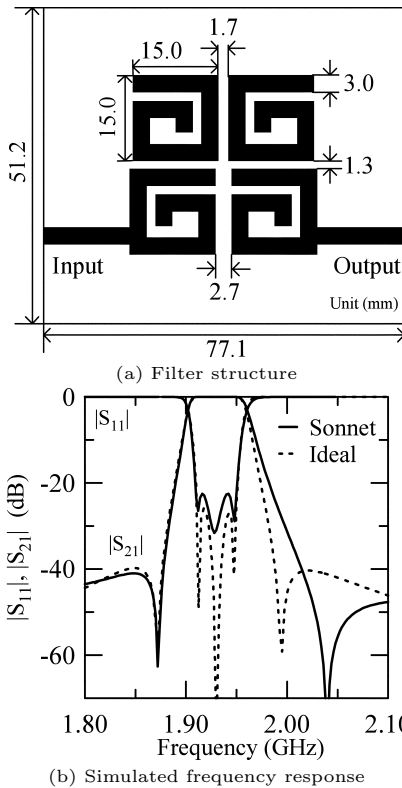 1.7
15.0
3.0
15.0
51.2
1.3
Input
Output
2.7
Unit (mm)
77.1
(a) Filter structure
0
|S11|
Sonnet
Ideal
-20
|S11|, |S21| (dB)
-40
|S21|
-60
1.80 1.90 2.00 2.10
Frequency (GHz)
(b) Simulated frequency response